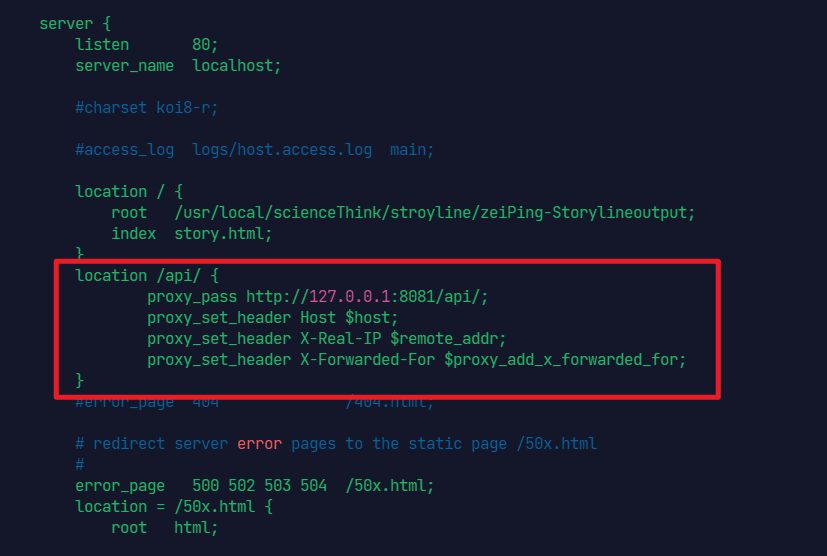 server {
listen 80;
server_name localhost;
#charset koi8-r;
#access_log logs/host.access.log main;
location / {
root /usr/local/scienceThink/stroyline/zeiPing-Storylineoutput;
index story.html;
}
location /api/ {
proxy_pass http://127.0.0.1:8081/api/;
proxy_set_header Host $host;
proxy_set_header X-Real-IP $remote_addr;
proxy_set_header X-Forwarded-For $proxy_add_x_forwarded_for;
}
#error_page 404 /404.html;
# redirect server error pages to the static page /50x.html
#
error_page 500 502 503 504 /50x.html;
location = /50x.html {
root html;